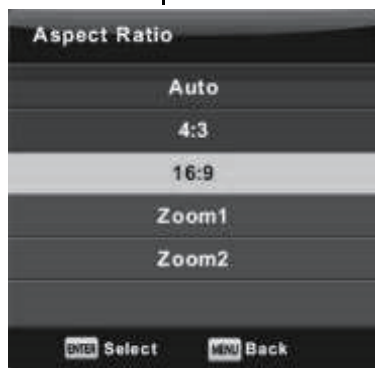 Aspect Ratio
Auto
4:3
16:9
Zoom1
Zoom2
ENTER Select MENU Back